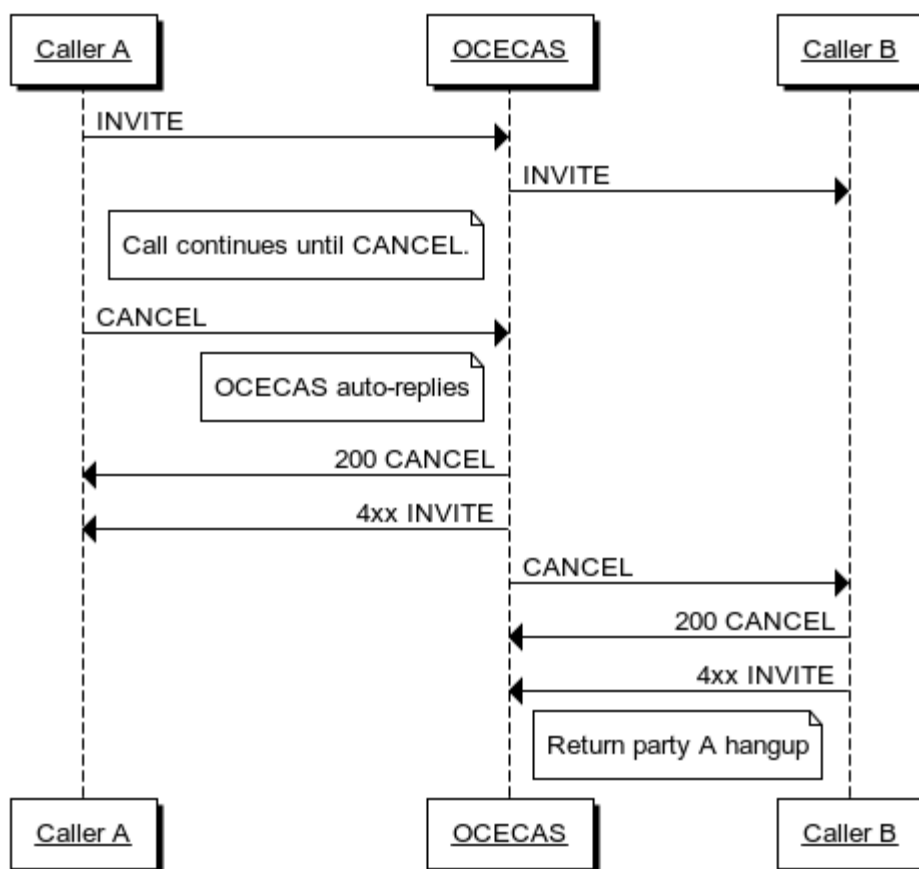 Caller A
OCECAS
Caller B
INVITE
INVITE
Call continues until CANCEL.
CANCEL
OCECAS auto-replies
200 CANCEL
4xx INVITE
CANCEL
200 CANCEL
4xx INVITE
Return party A hangup
Caller A
OCECAS
Caller B